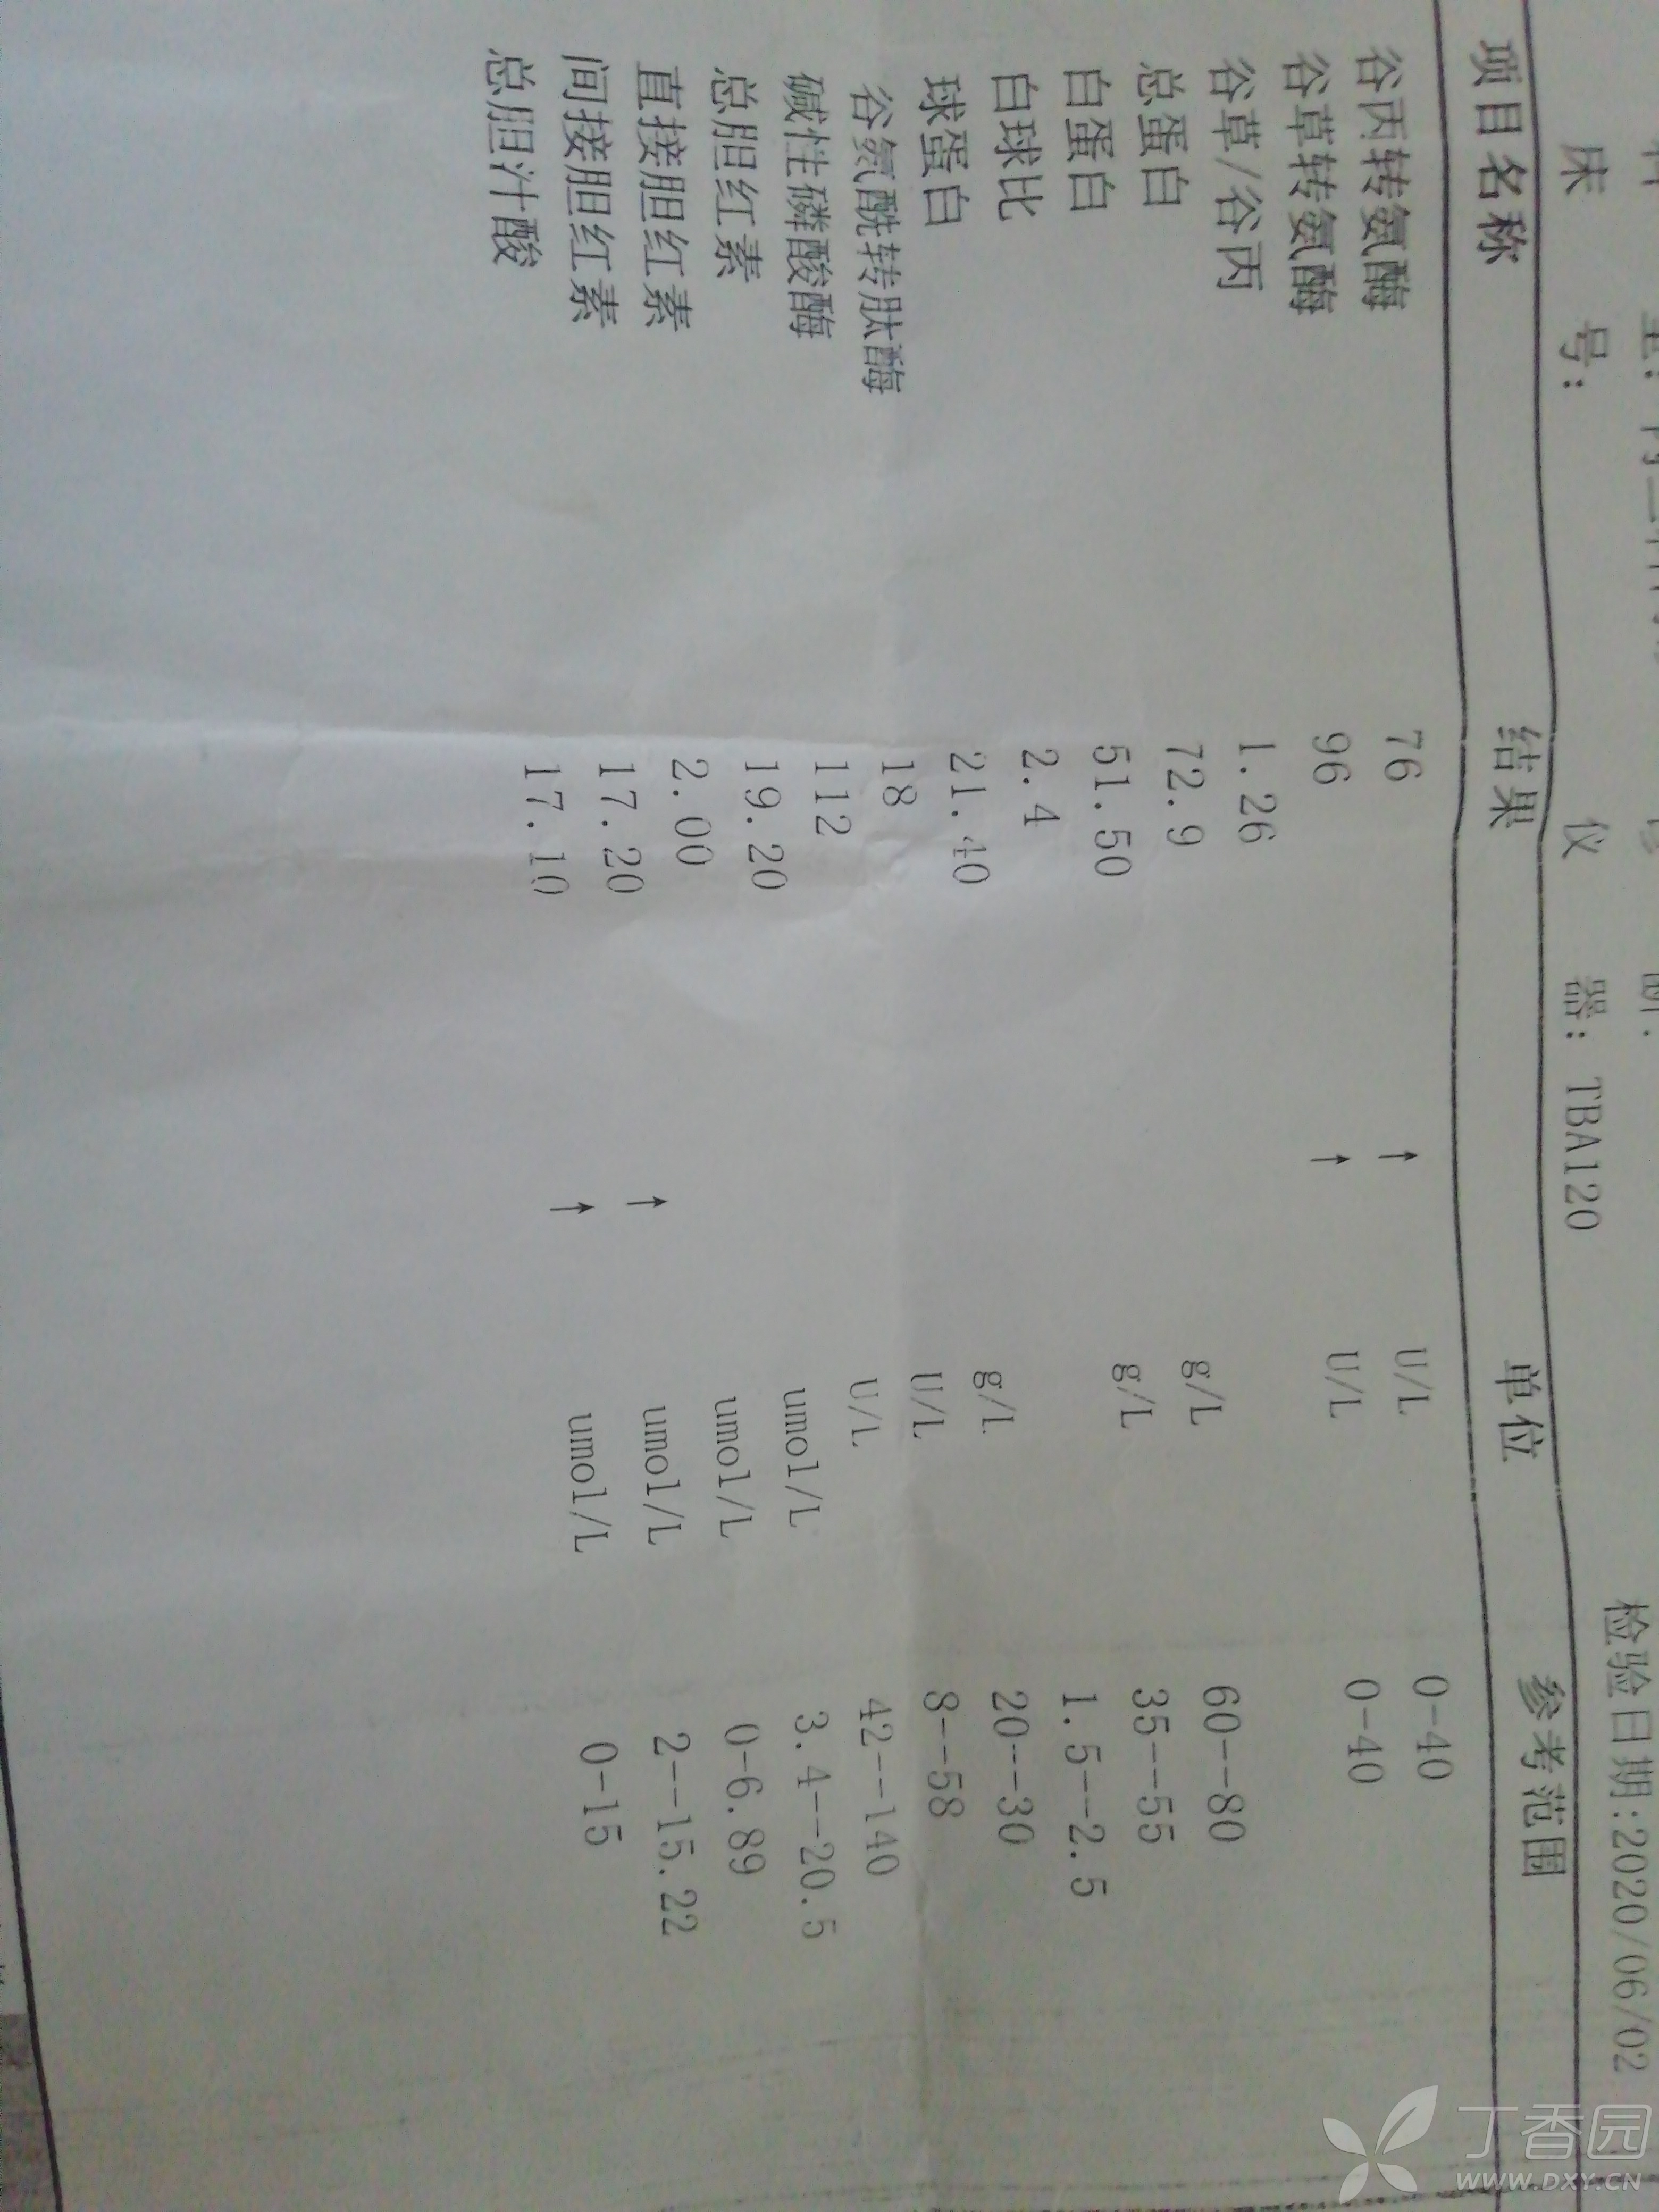 床 号: 仪 器: TBA120 检验日期:2020/06/02
项目名称 结果 单位 参考范围
谷丙转氨酶 76 ↑ U/L 0-40
谷草转氨酶 96 ↑ U/L 0-40
谷草/谷丙 1.26
总蛋白 72.9 g/L 60--80
白蛋白 51.50 g/L 35--55
白球比 2.4 1.5--2.5
球蛋白 21.40 g/L 20--30
谷氨酰转肽酶 18 U/L 8--58
碱性磷酸酶 112 U/L 42--140
总胆红素 19.20 umol/L 3.4--20.5
直接胆红素 2.00 umol/L 0-6.89
间接胆红素 17.20 ↑ umol/L 2--15.22
总胆汁酸 17.10 ↑ umol/L 0-15
丁香园
WWW.DXY.CN